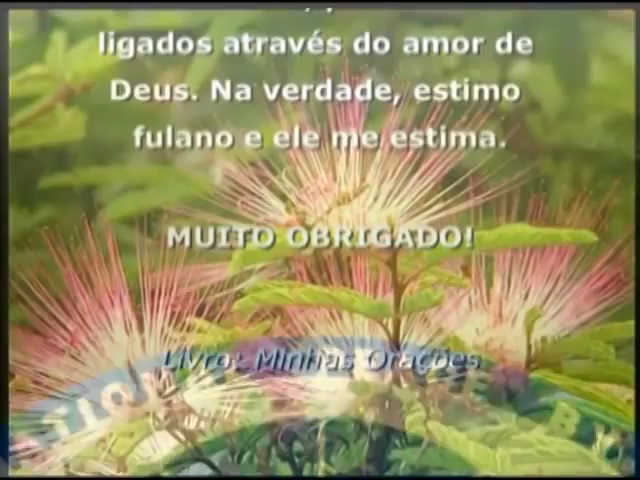 ligados através do amor de
Deus. Na verdade, estimo
fulano e ele me estima.
MUITO OBRIGADO!
Livro: Minhas Orações